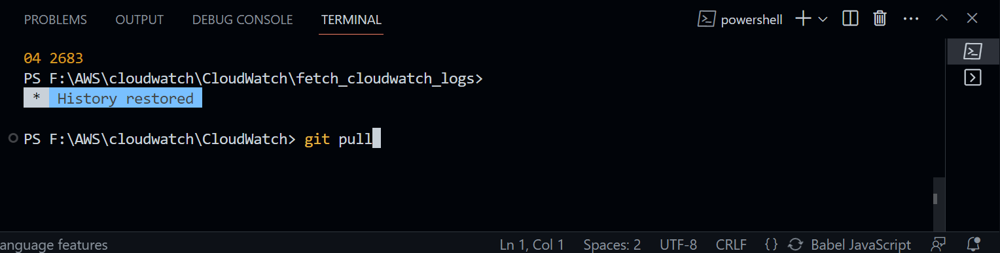 PROBLEMS OUTPUT DEBUG CONSOLE TERMINAL powershell
04 2683
PS F:\AWS\cloudwatch\CloudWatch\fetch_cloudwatch_logs>
* History restored
PS F:\AWS\cloudwatch\CloudWatch> git pull
anguage features Ln 1, Col 1 Spaces: 2 UTF-8 CRLF {} Babel JavaScript